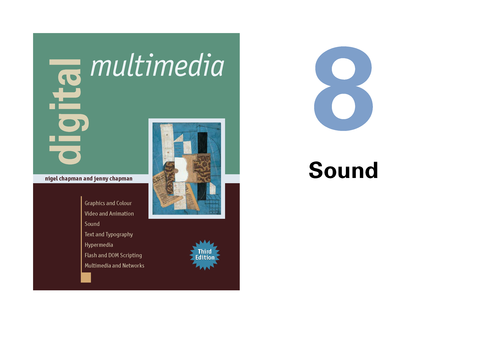 digital
multimedia
nigel chapman and jenny chapman
Graphics and Colour
Video and Animation
Sound
Text and Typography
Hypermedia
Flash and DOM Scripting
Multimedia and Networks
Third
Edition
8
Sound